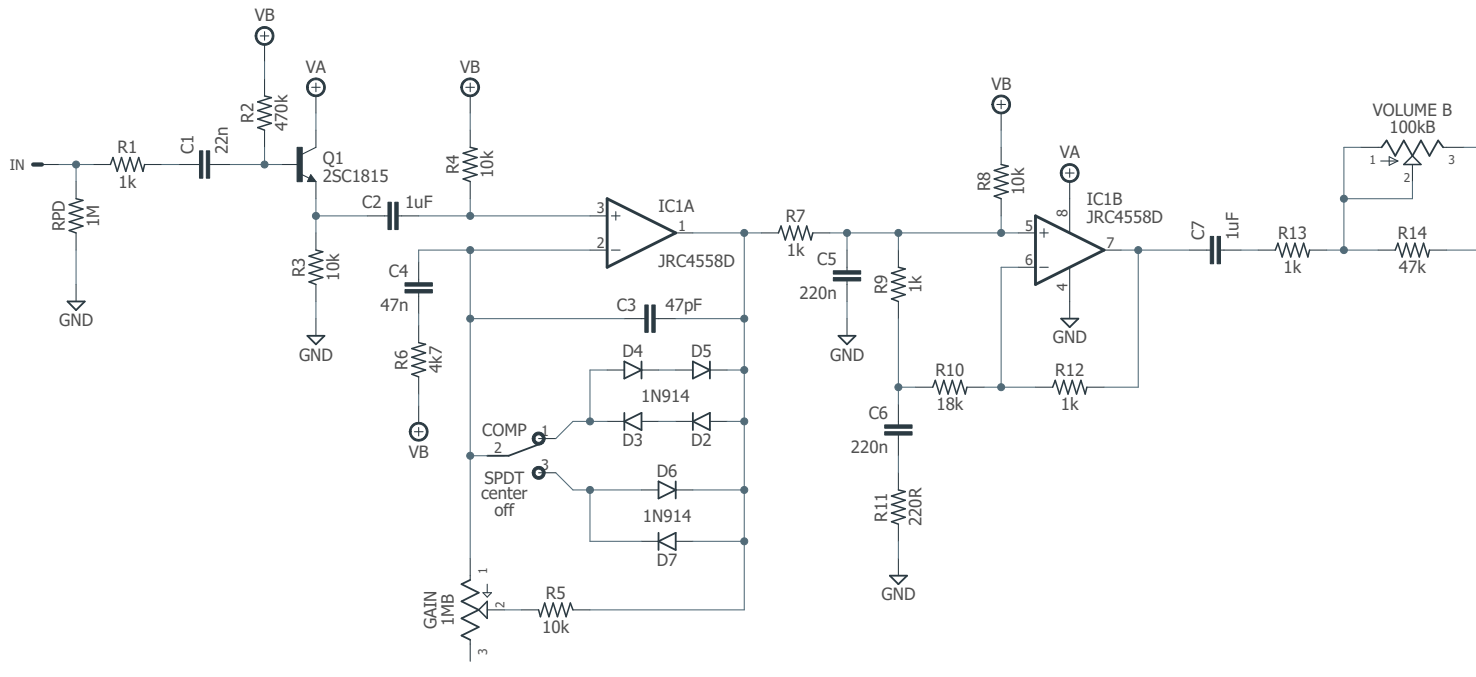 IN
RPD
1M
GND
R1
1k
C1
22n
VB
R2
470k
VA
Q1
2SC1815
R3
10k
GND
C2
1uF
VB
R4
10k
C4
47n
R6
4k7
VB
3
+
2
−
1
IC1A
JRC4558D
C3
47pF
D4
D5
1N914
D3
D2
COMP
1
2
3
SPDT
center
off
D6
1N914
D7
GAIN
1MB
1
2
3
R5
10k
R7
1k
C5
220n
GND
R9
1k
VB
R8
10k
VA
8
IC1B
JRC4558D
5
+
6
−
7
4
GND
R10
18k
R12
1k
C6
220n
R11
220R
GND
C7
1uF
R13
1k
VOLUME B
100kB
1
2
3
R14
47k